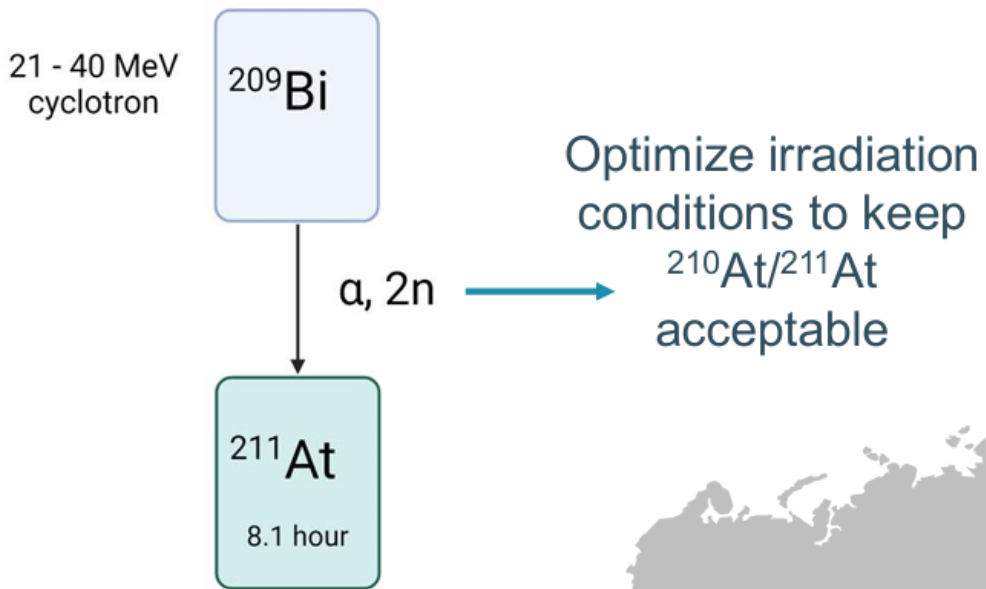 21 - 40 MeV
cyclotron
²⁰⁹Bi
Optimize irradiation
conditions to keep
²¹⁰At/²¹¹At
acceptable
α, 2n
²¹¹At
8.1 hour